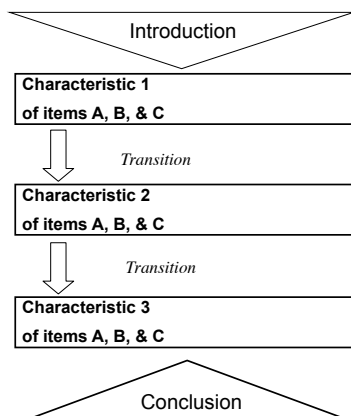 Introduction
Characteristic 1
of items A, B, & C
Transition
Characteristic 2
of items A, B, & C
Transition
Characteristic 3
of items A, B, & C
Conclusion